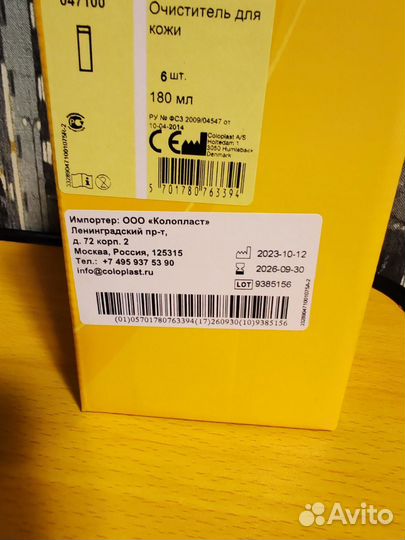 047100
Очиститель для
кожи
6 шт.
180 мл
РУ № ФСЗ 2009/04547 от
10-04-2014
CE
Coloplast A/S
Holtedam 1
3050 Humlebæk
Denmark
5 701780 763394
Импортер: ООО «Колопласт»
Ленинградский пр-т,
д. 72 корп. 2
Москва, Россия, 125315
Тел.: +7 495 937 53 90
info@coloplast.ru
2023-10-12
2026-09-30
LOT 9385156
(01)05701780763394(17)260930(10)9385156
Avito